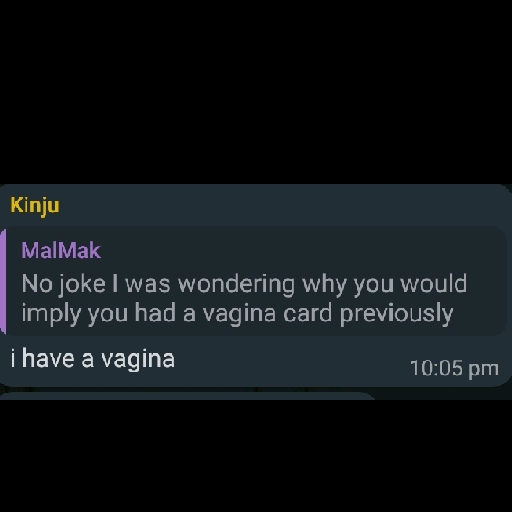 Kinju
MalMak
No joke I was wondering why you would
imply you had a vagina card previously
i have a vagina
10:05 pm